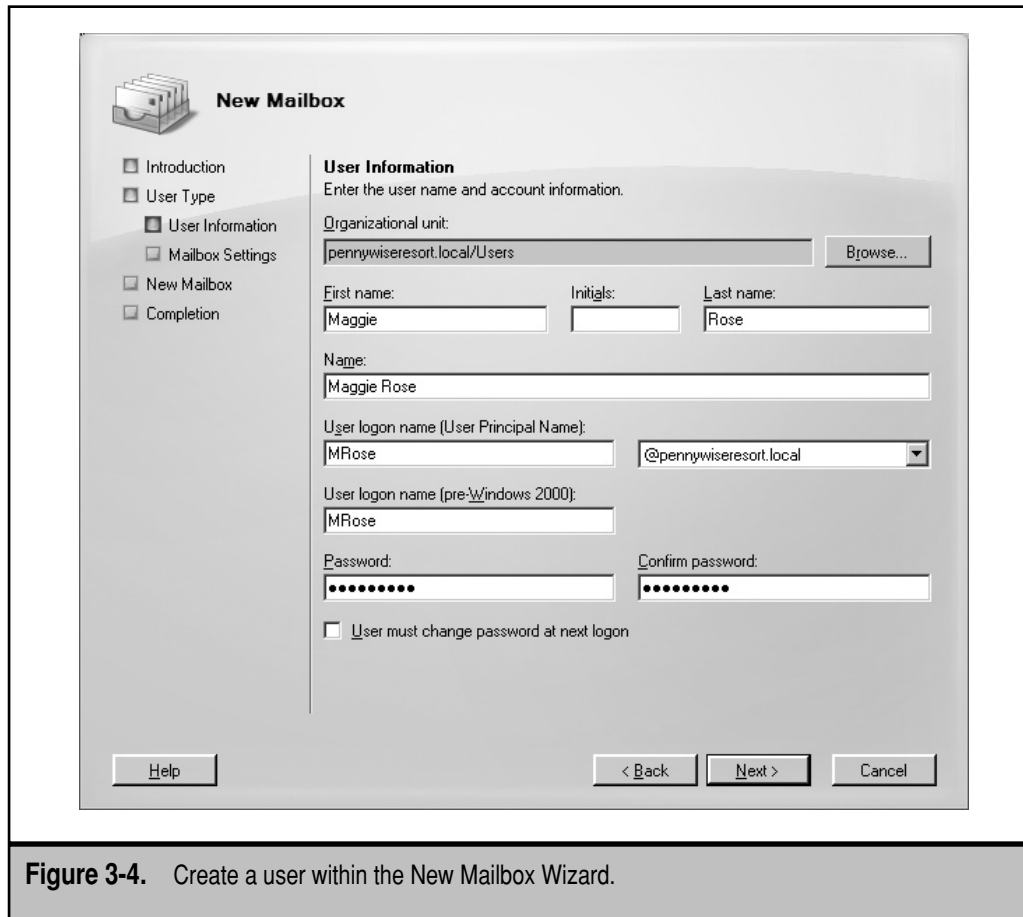 New Mailbox
Introduction
User Type
User Information
Mailbox Settings
New Mailbox
Completion
User Information
Enter the user name and account information.
Organizational unit:
pennywiseresort.local/Users
Browse...
First name:
Initials:
Last name:
Maggie
Rose
Name:
Maggie Rose
User logon name (User Principal Name):
MRose
@pennywiseresort.local
User logon name (pre-Windows 2000):
MRose
Password:
Confirm password:
•••••••••
•••••••••
User must change password at next logon
Help
< Back
Next >
Cancel
Figure 3-4. Create a user within the New Mailbox Wizard.